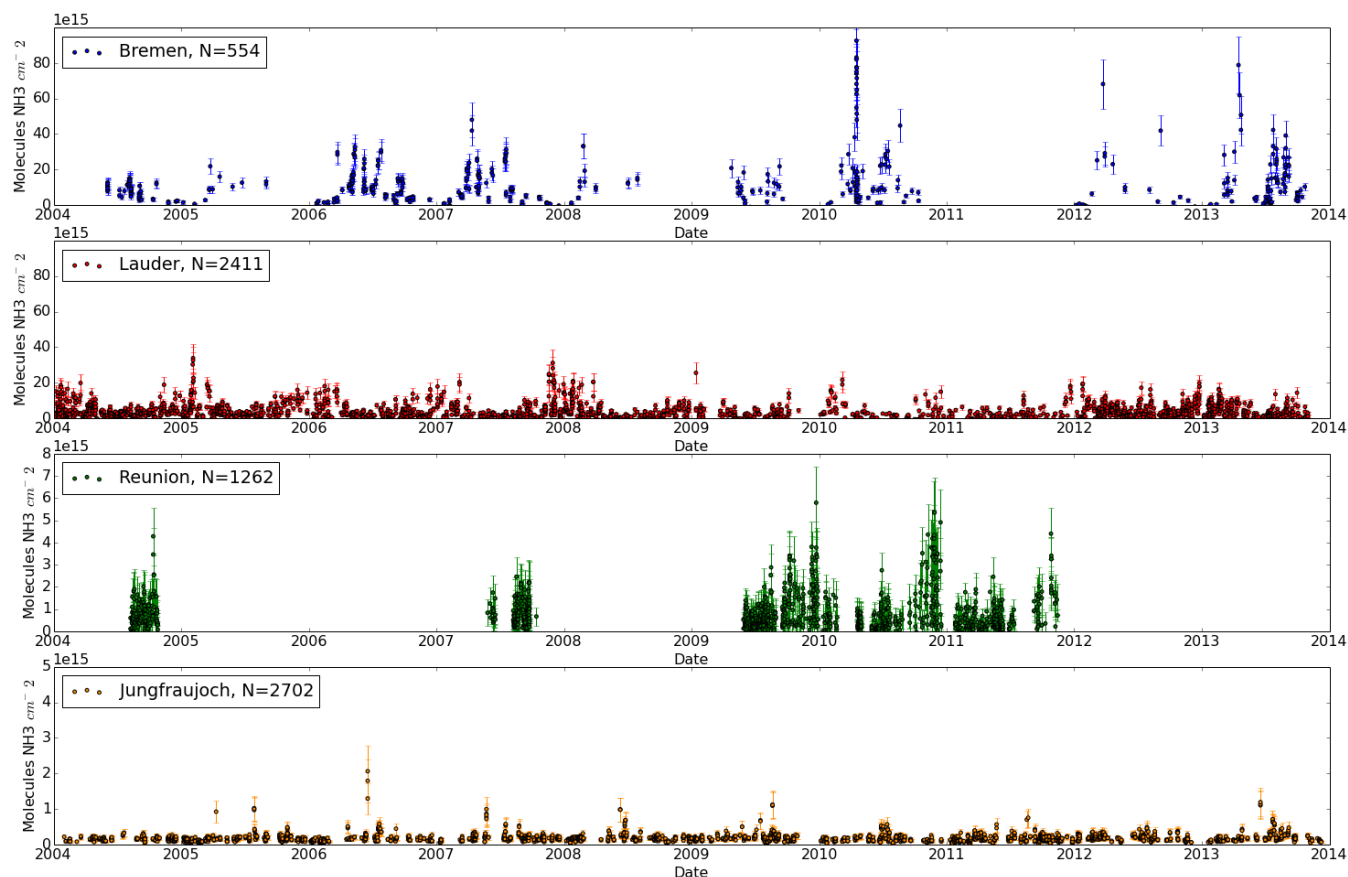 1e15
Molecules NH3 cm⁻ 2
Bremen, N=554
80
60
40
20
0
2004 2005 2006 2007 2008 2009 2010 2011 2012 2013 2014
Date
1e15
Molecules NH3 cm⁻ 2
Lauder, N=2411
80
60
40
20
0
2004 2005 2006 2007 2008 2009 2010 2011 2012 2013 2014
Date
1e15
Molecules NH3 cm⁻ 2
Reunion, N=1262
8
7
6
5
4
3
2
1
0
2004 2005 2006 2007 2008 2009 2010 2011 2012 2013 2014
Date
1e15
Molecules NH3 cm⁻ 2
Jungfraujoch, N=2702
5
4
3
2
1
0
2004 2005 2006 2007 2008 2009 2010 2011 2012 2013 2014
Date